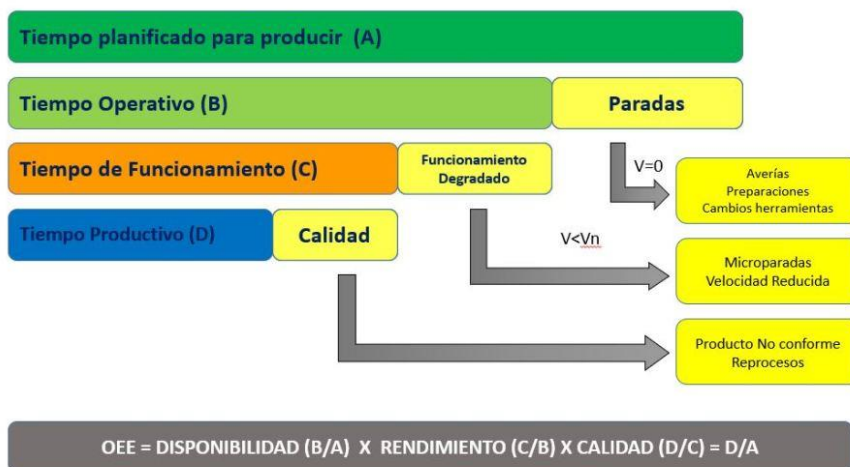 Tiempo planificado para producir (A)
Tiempo Operativo (B)
Paradas
Tiempo de Funcionamiento (C)
Funcionamiento
Degradado
V=0
Averías
Preparaciones
Cambios herramientas
Tiempo Productivo (D)
Calidad
V<Vn
Microparadas
Velocidad Reducida
Producto No conforme
Reprocesos
OEE = DISPONIBILIDAD (B/A) X RENDIMIENTO (C/B) X CALIDAD (D/C) = D/A